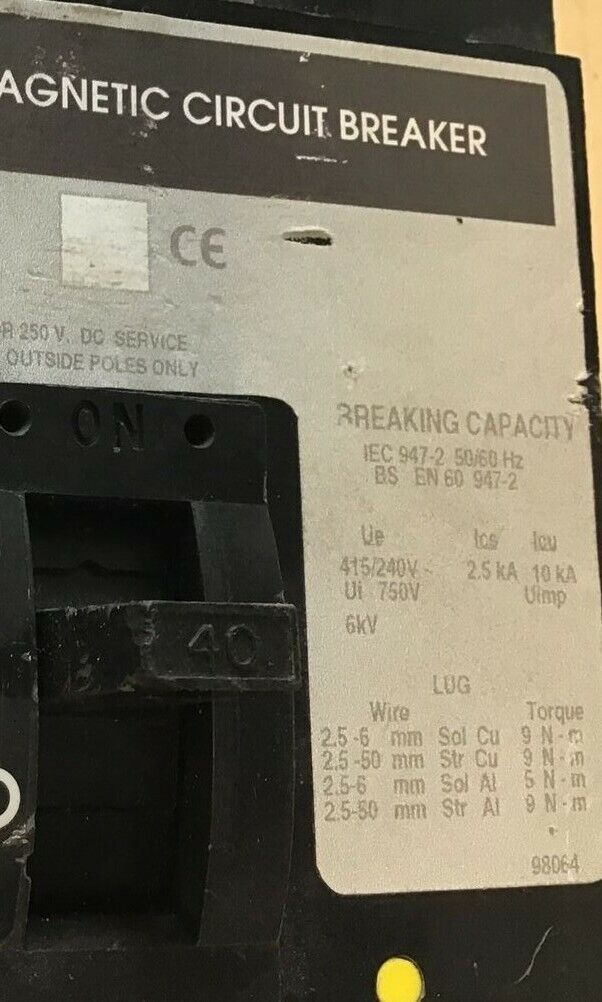 AGNETIC CIRCUIT BREAKER
CE
R 250 V. DC SERVICE
OUTSIDE POLES ONLY
ON
BREAKING CAPACITY
IEC 947-2 50/60 Hz
BS EN 60 947-2
Ue Ics Icu
415/240V ~ 2.5 kA 10 kA
Ui 750V Uimp
6kV
40
LUG
Wire Torque
2.5-6 mm Sol Cu 9 N-m
2.5-50 mm Str Cu 9 N-m
2.5-6 mm Sol Al 5 N-m
2.5-50 mm Str Al 9 N-m
98064